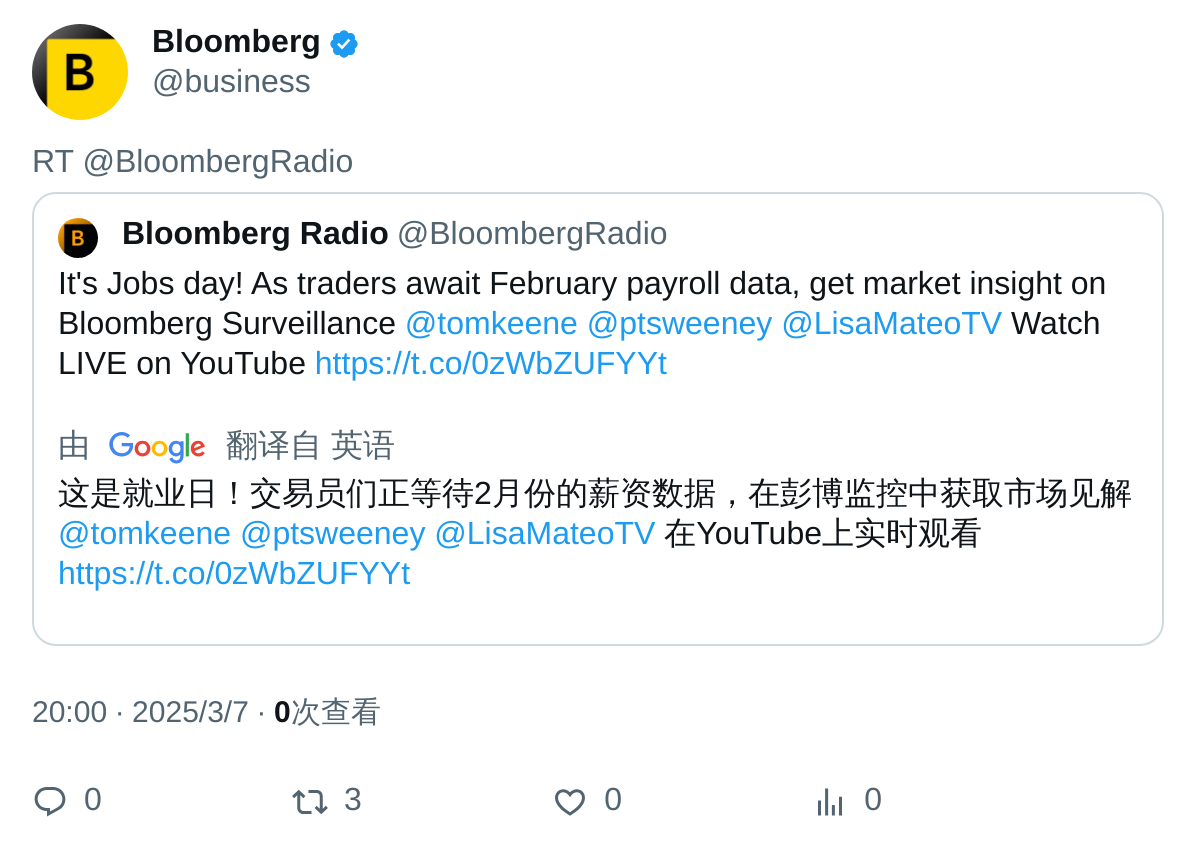 B
Bloomberg
@business
RT @BloombergRadio
B
Bloomberg Radio @BloombergRadio
It's Jobs day! As traders await February payroll data, get market insight on
Bloomberg Surveillance @tomkeene @ptsweeney @LisaMateoTV Watch
LIVE on YouTube https://t.co/0zWbZUFYYt
由 Google 翻译自 英语
这是就业日！交易员们正等待2月份的薪资数据，在彭博监控中获取市场见解
@tomkeene @ptsweeney @LisaMateoTV 在YouTube上实时观看
https://t.co/0zWbZUFYYt
20:00 · 2025/3/7 · 0次查看
0 3 0 0